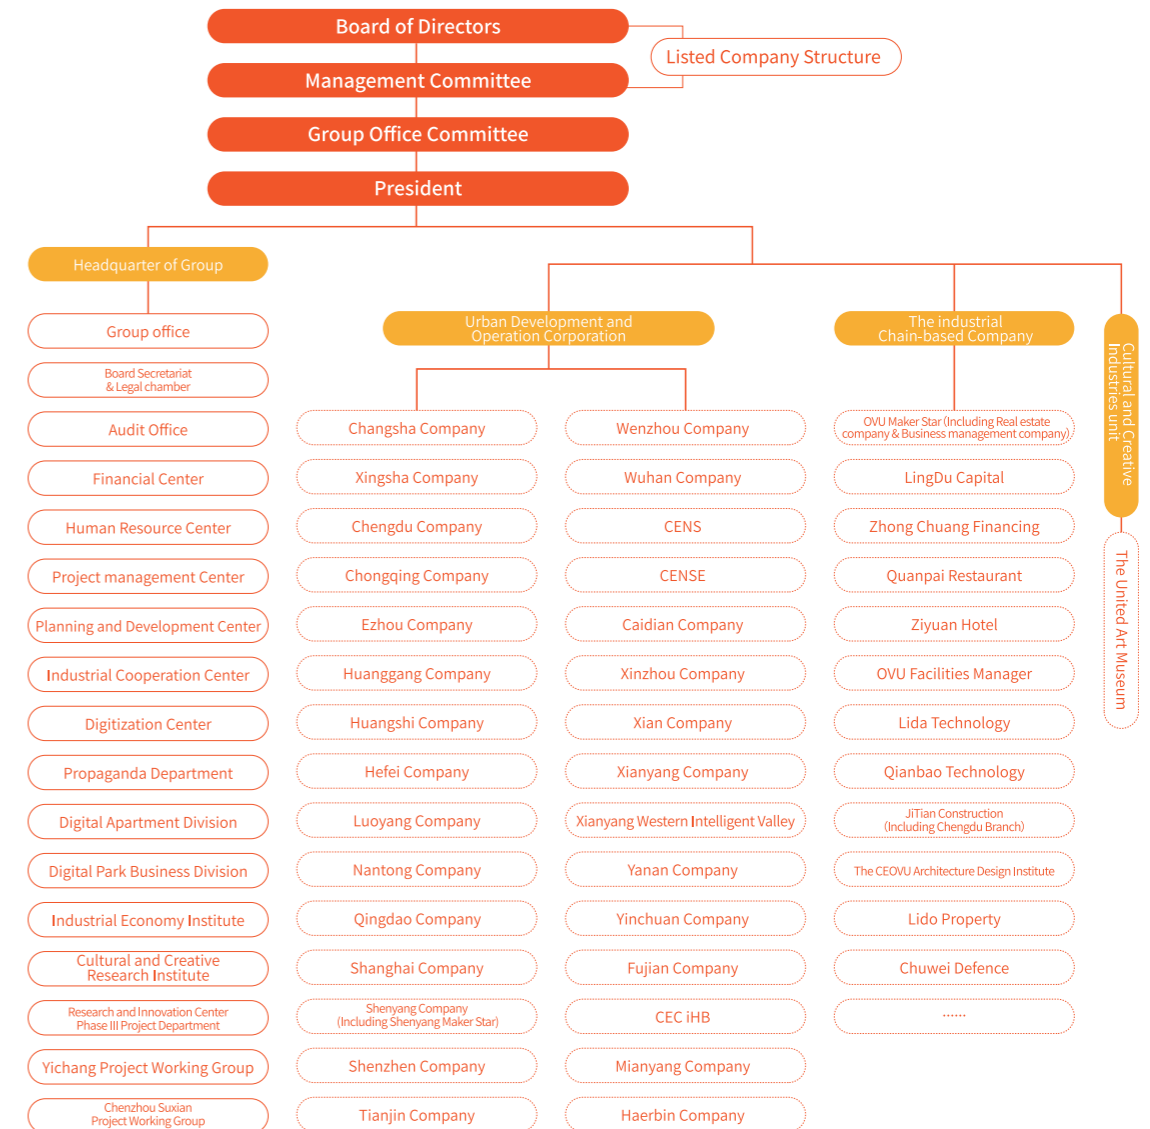 Board of Directors
Listed Company Structure
Management Committee
Group Office Committee
President
Headquarter of Group
Group office
Board Secretariat
& Legal chamber
Audit Office
Financial Center
Human Resource Center
Project management Center
Planning and Development Center
Industrial Cooperation Center
Digitization Center
Propaganda Department
Digital Apartment Division
Digital Park Business Division
Industrial Economy Institute
Cultural and Creative
Research Institute
Research and Innovation Center
Phase III Project Department
Yichang Project Working Group
Chenzhou Suxian
Project Working Group
Urban Development and
Operation Corporation
Changsha Company
Xingsha Company
Chengdu Company
Chongqing Company
Ezhou Company
Huanggang Company
Huangshi Company
Hefei Company
Luoyang Company
Nantong Company
Qingdao Company
Shanghai Company
Shenyang Company
(Including Shenyang Maker Star)
Shenzhen Company
Tianjin Company
Wenzhou Company
Wuhan Company
CENS
CENSE
Caidian Company
Xinzhou Company
Xian Company
Xianyang Company
Xianyang Western Intelligent Valley
Yanan Company
Yinchuan Company
Fujian Company
CEC iHB
Mianyang Company
Haerbin Company
The industrial
Chain-based Company
OVU Maker Star (Including Real estate
company & Business management company)
LingDu Capital
Zhong Chuang Financing
Quanpai Restaurant
Ziyuan Hotel
OVU Facilities Manager
Lida Technology
Qianbao Technology
JiTian Construction
(Including Chengdu Branch)
The CEOVU Architecture Design Institute
Lido Property
Chuwei Defence
······
Cultural and Creative
Industries unit
The United Art Museum